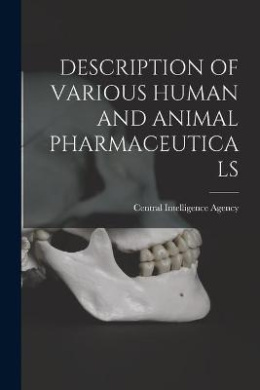 DESCRIPTION OF
VARIOUS HUMAN
AND ANIMAL
PHARMACEUTICA
LS
Central Intelligence Agency